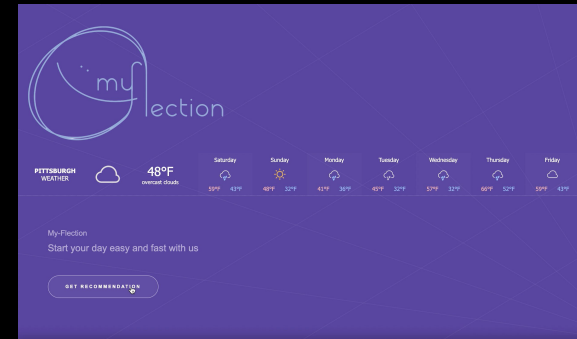 my flection
PITTSBURGH
WEATHER
48°F
overcast clouds
Saturday
59°F 43°F
Sunday
48°F 32°F
Monday
41°F 36°F
Tuesday
45°F 32°F
Wednesday
57°F 32°F
Thursday
66°F 52°F
Friday
59°F 43°F
My-Flection
Start your day easy and fast with us
GET RECOMMENDATION